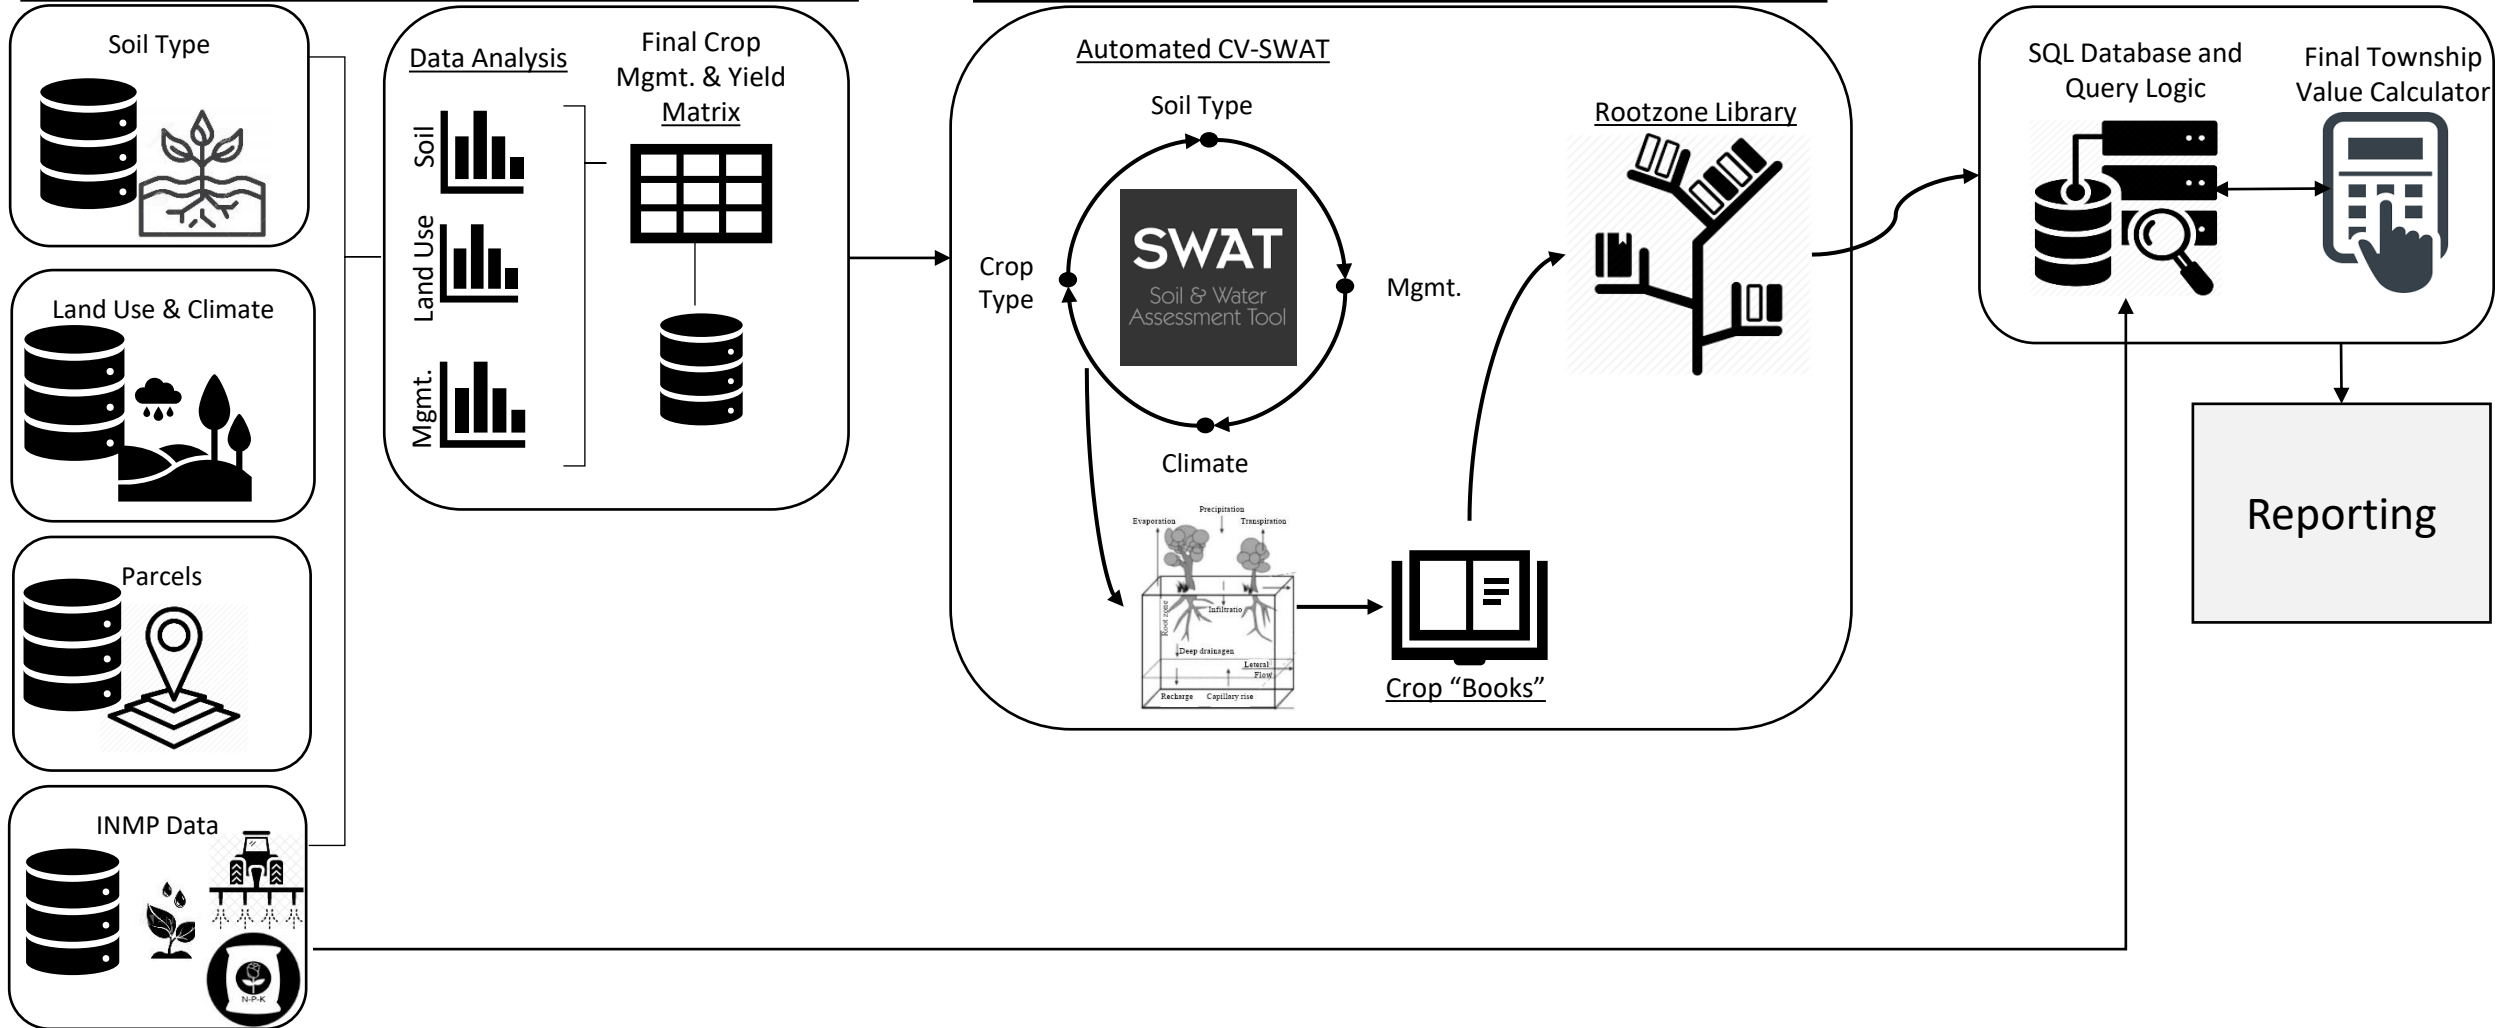 Soil Type
Land Use & Climate
Parcels
INMP Data
N-P-K
Data Analysis
Soil
Land Use
Mgmt.
Final Crop
Mgmt. & Yield
Matrix
Automated CV-SWAT
Soil Type
Crop
Type
SWAT
Soil & Water
Assessment Tool
Mgmt.
Climate
Precipitation
Evaporation
Transpiration
Root zone
Infiltratio
Deep drainagen
Leteral
Flow
Recharge
Capillary rise
Crop “Books”
Rootzone Library
SQL Database and
Query Logic
Final Township
Value Calculator
Reporting